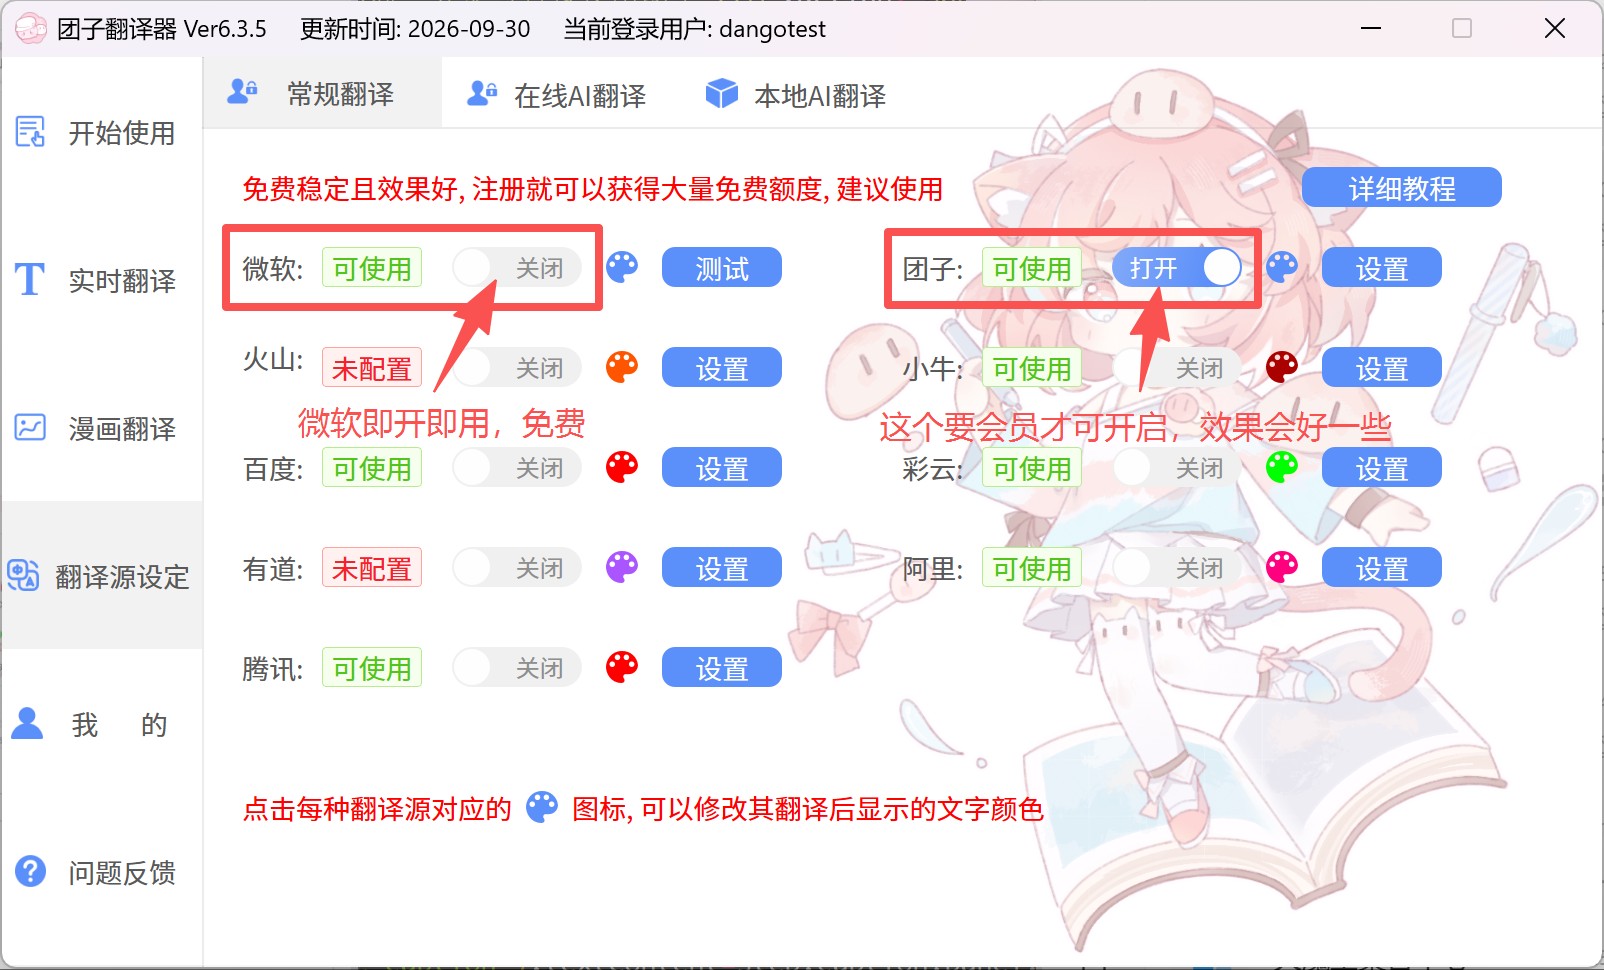 团子翻译器 Ver6.3.5 更新时间: 2026-09-30 当前登录用户: dangotest
常规翻译 在线AI翻译 本地AI翻译
开始使用
实时翻译
漫画翻译
翻译源设定
我 的
问题反馈
免费稳定且效果好, 注册就可以获得大量免费额度, 建议使用 详细教程
微软: 可使用 关闭 测试 团子: 可使用 打开 设置
火山: 未配置 关闭 设置 小牛: 可使用 关闭 设置
微软即开即用，免费 这个要会员才可开启，效果会好一些
百度: 可使用 关闭 设置 彩云: 可使用 关闭 设置
有道: 未配置 关闭 设置 阿里: 可使用 关闭 设置
腾讯: 可使用 关闭 设置
点击每种翻译源对应的 图标, 可以修改其翻译后显示的文字颜色